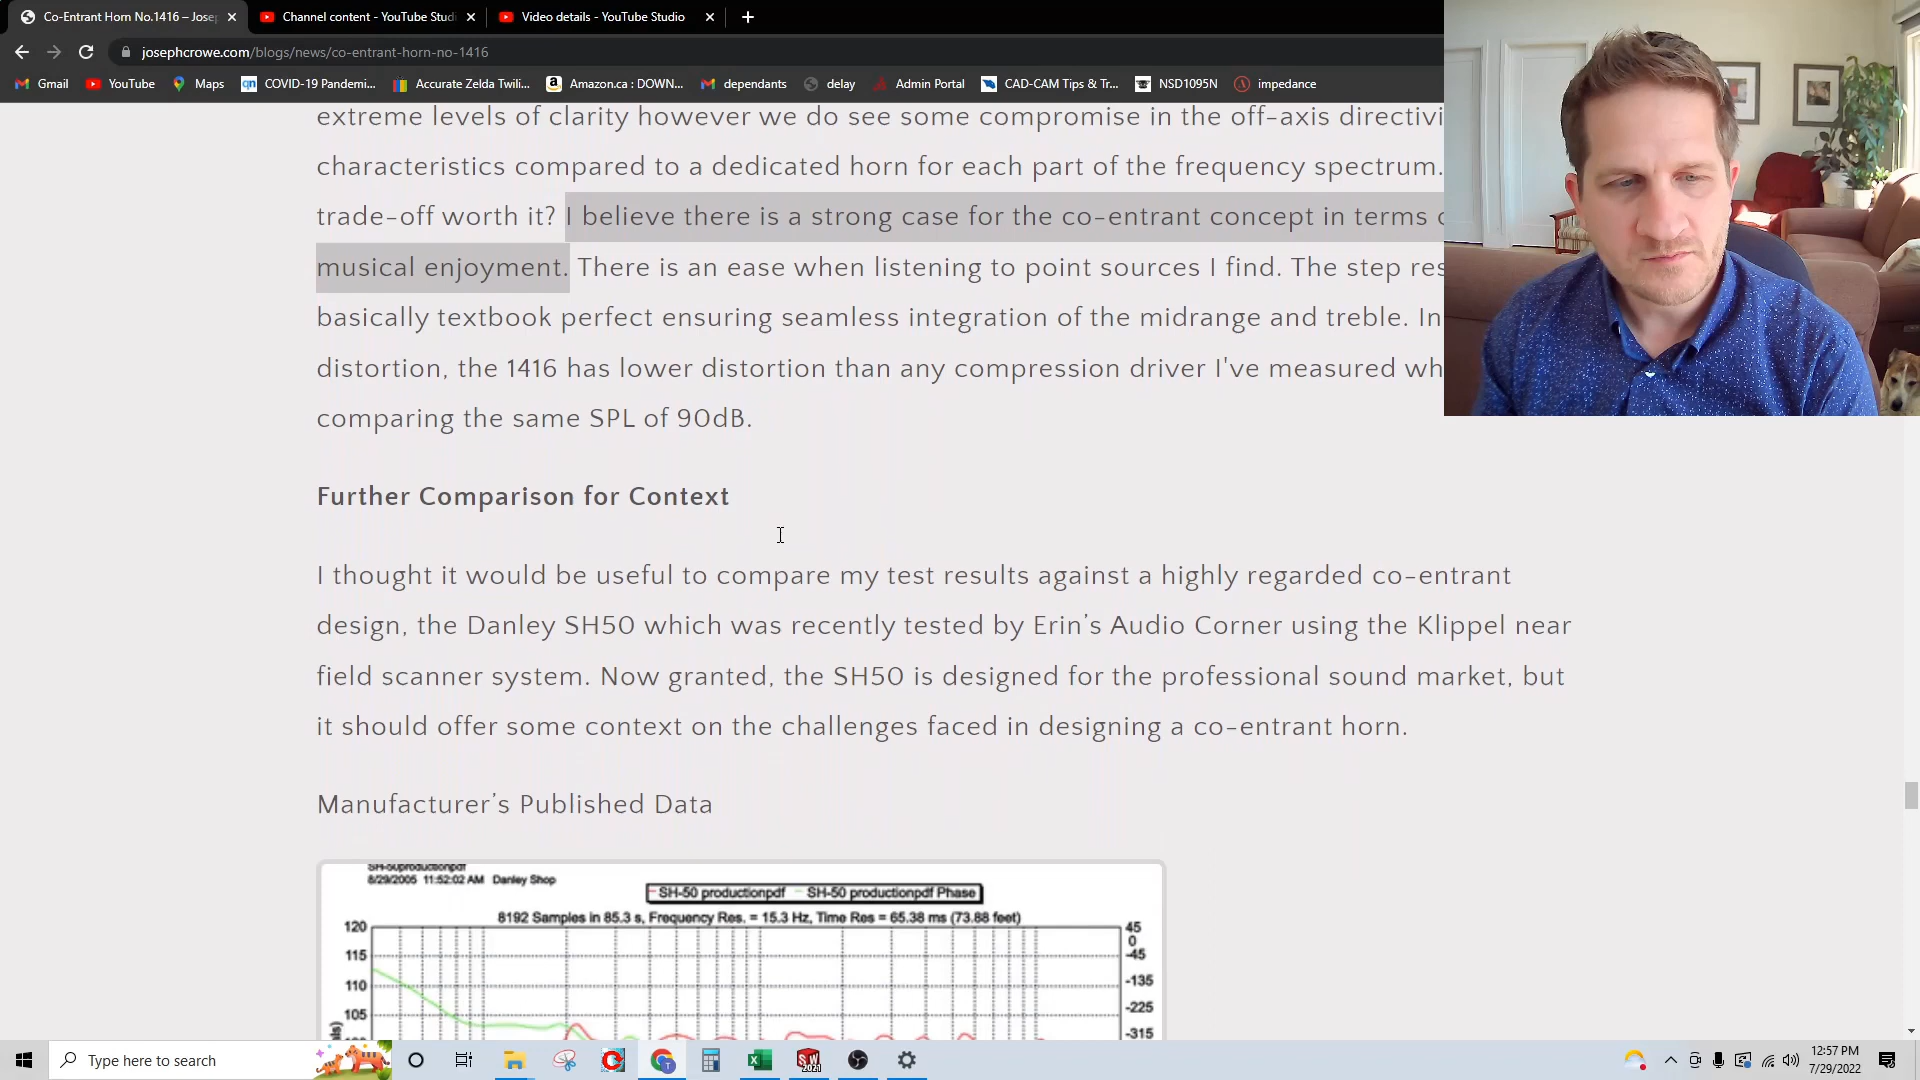 Co-Entrant Horn No.1416 – Jose
Channel content - YouTube Studi
Video details - YouTube Studio
josephcrowe.com/blogs/news/co-entrant-horn-no-1416
Gmail YouTube Maps COVID-19 Pandemi... Accurate Zelda Twili... Amazon.ca : DOWN... dependants delay Admin Portal CAD-CAM Tips & Tr... NSD1095N impedance
extreme levels of clarity however we do see some compromise in the off-axis directivi
characteristics compared to a dedicated horn for each part of the frequency spectrum.
trade-off worth it? I believe there is a strong case for the co-entrant concept in terms
musical enjoyment. There is an ease when listening to point sources I find. The step res
basically textbook perfect ensuring seamless integration of the midrange and treble. In
distortion, the 1416 has lower distortion than any compression driver I've measured wh
comparing the same SPL of 90dB.
Further Comparison for Context
I thought it would be useful to compare my test results against a highly regarded co-entrant
design, the Danley SH50 which was recently tested by Erin's Audio Corner using the Klippel near
field scanner system. Now granted, the SH50 is designed for the professional sound market, but
it should offer some context on the challenges faced in designing a co-entrant horn.
Manufacturer's Published Data
SH-50productionpdf
8/29/2005 11:52:02 AM Danley Shop
SH-50 productionpdf SH-50 productionpdf Phase
8192 Samples in 85.3 s, Frequency Res. = 15.3 Hz, Time Res = 65.38 ms (73.88 feet)
120 45
0
115 -45
110 -135
105 -225
-315
Type here to search
SW
2021
12:57 PM
7/29/2022